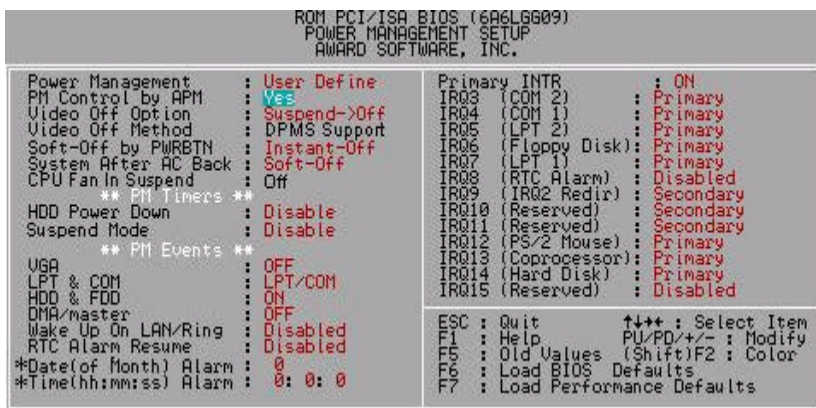 ROM PCI/ISA BIOS (6A6LGG09)
POWER MANAGEMENT SETUP
AWARD SOFTWARE, INC.
Power Management : User Define
PM Control by APM : Yes
Video Off Option : Suspend->Off
Video Off Method : DPMS Support
Soft-Off by PWRBTN : Instant-Off
System After AC Back : Soft-Off
CPU Fan In Suspend : Off
** PM Timers **
HDD Power Down : Disable
Suspend Mode : Disable
** PM Events **
VGA : OFF
LPT & COM : LPT/COM
HDD & FDD : ON
DMA/master : OFF
Wake Up On LAN/Ring : Disabled
RTC Alarm Resume : Disabled
*Date(of Month) Alarm : 0
*Time(hh:mm:ss) Alarm : 0: 0: 0
Primary INTR : ON
IRQ3 (COM 2) : Primary
IRQ4 (COM 1) : Primary
IRQ5 (LPT 2) : Primary
IRQ6 (Floppy Disk): Primary
IRQ7 (LPT 1) : Primary
IRQ8 (RTC Alarm) : Disabled
IRQ9 (IRQ2 Redir) : Secondary
IRQ10 (Reserved) : Secondary
IRQ11 (Reserved) : Secondary
IRQ12 (PS/2 Mouse) : Primary
IRQ13 (Coprocessor): Primary
IRQ14 (Hard Disk) : Primary
IRQ15 (Reserved) : Disabled
ESC : Quit ↑↓→← : Select Item
F1 : Help PU/PD/+/- : Modify
F5 : Old Values (Shift)F2 : Color
F6 : Load BIOS Defaults
F7 : Load Performance Defaults